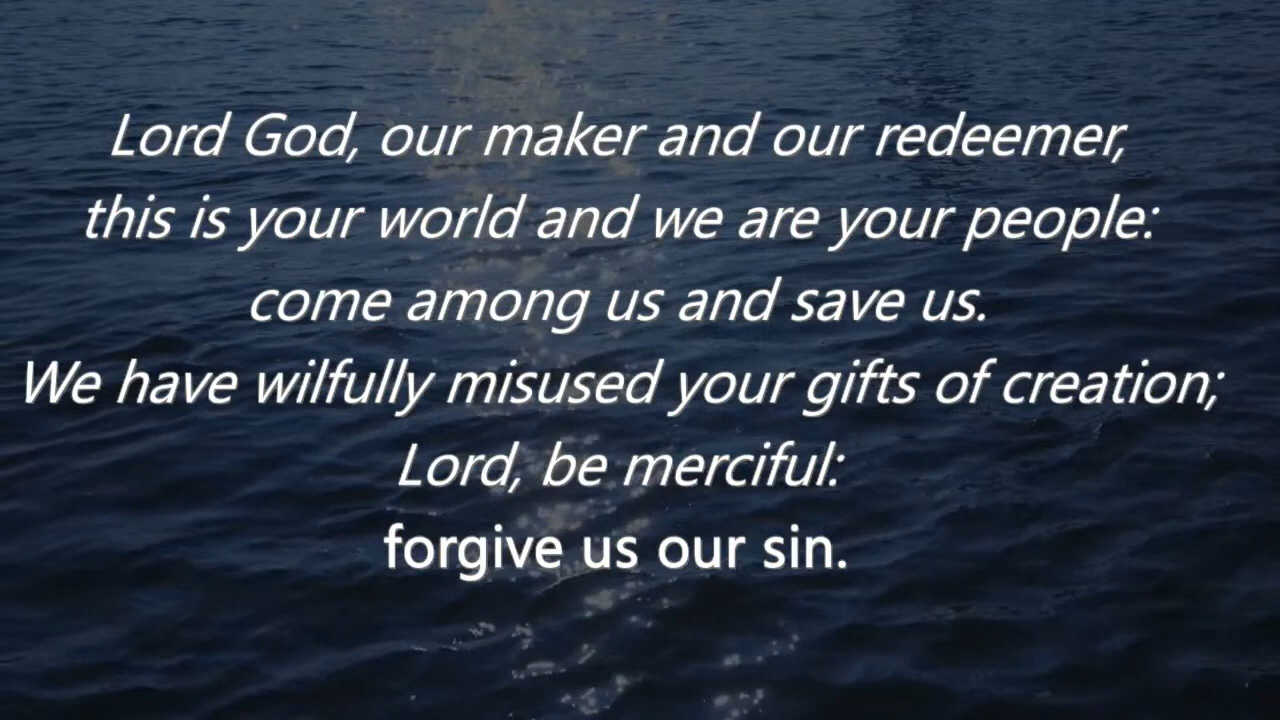 Lord God, our maker and our redeemer,
this is your world and we are your people:
come among us and save us.
We have wilfully misused your gifts of creation;
Lord, be merciful:
forgive us our sin.